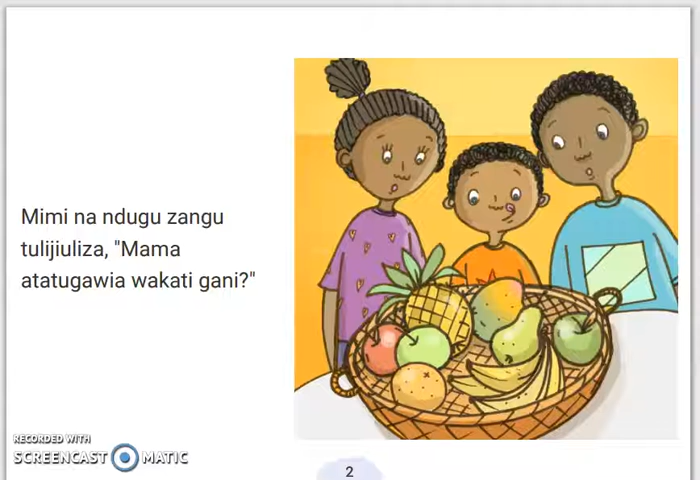 Mimi na ndugu zangu
tulijiuliza, "Mama
atatugawia wakati gani?"
RECORDED WITH
SCREENCAST MATIC
2